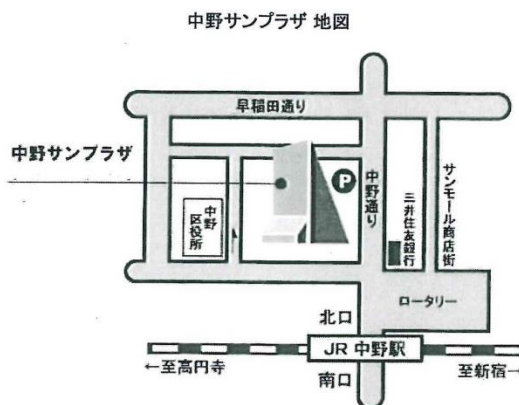 中野サンプラザ 地図
早稲田通り
中野サンプラザ
P
中野通り
サンモール商店街
三井住友銀行
中野
区役所
ロータリー
北口
JR 中野駅
←至高円寺
至新宿→
南口